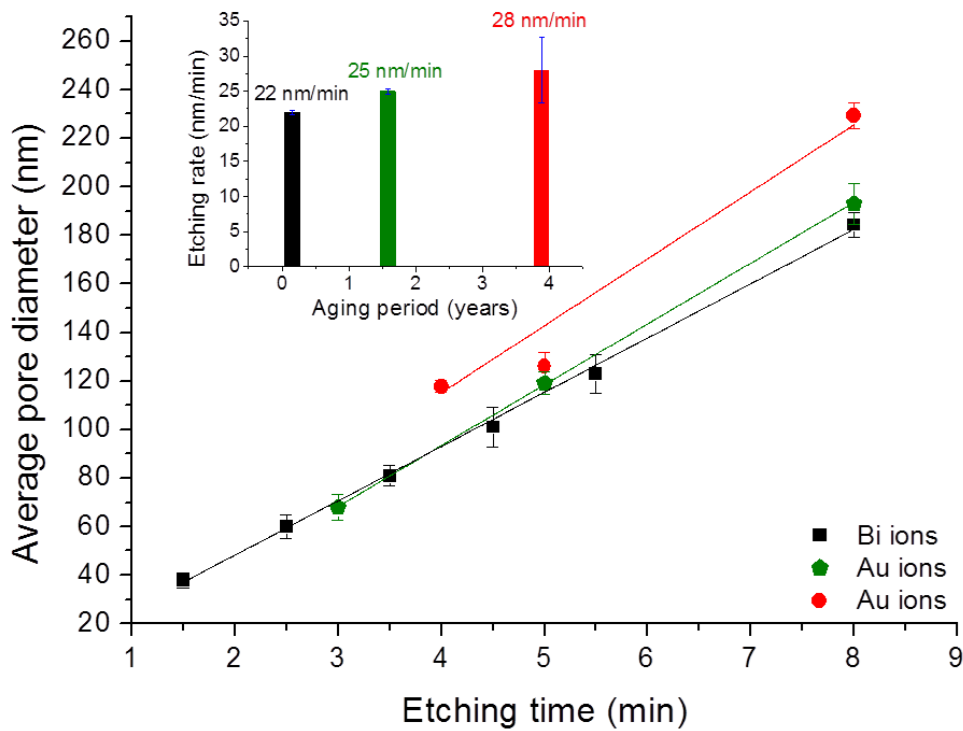 260
240
220
200
180
160
140
120
100
80
60
40
20
Average pore diameter (nm)
35
30
25
20
15
10
5
0
Etching rate (nm/min)
22 nm/min
25 nm/min
28 nm/min
0 1 2 3 4
Aging period (years)
Bi ions
Au ions
Au ions
1 2 3 4 5 6 7 8 9
Etching time (min)